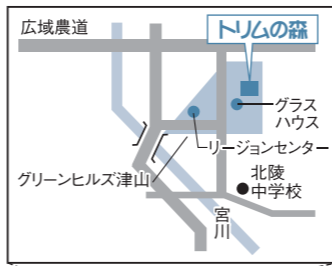 広域農道
トリムの森
グラス
ハウス
リージョンセンター
グリーンヒルズ津山
北陵
中学校
宮
川